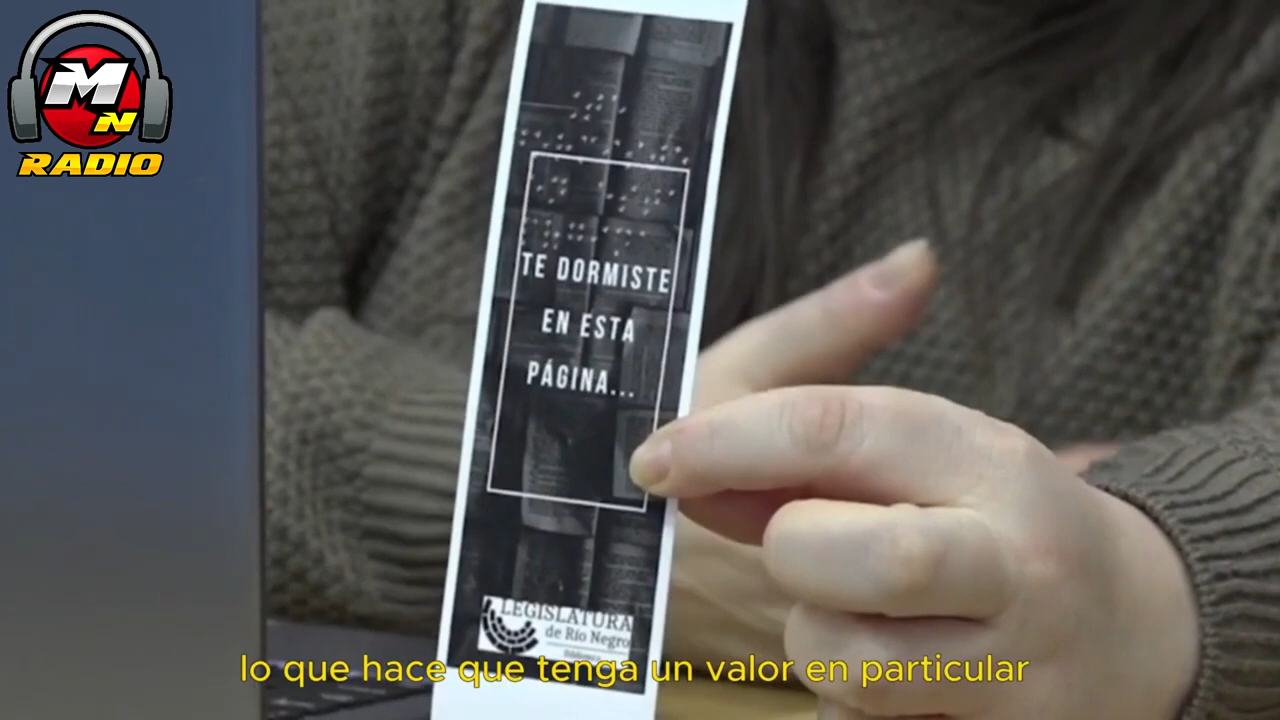 MN
RADIO
TE DORMISTE
EN ESTA
PÁGINA...
LEGISLATURA
de Río Negro
lo que hace que tenga un valor en particular